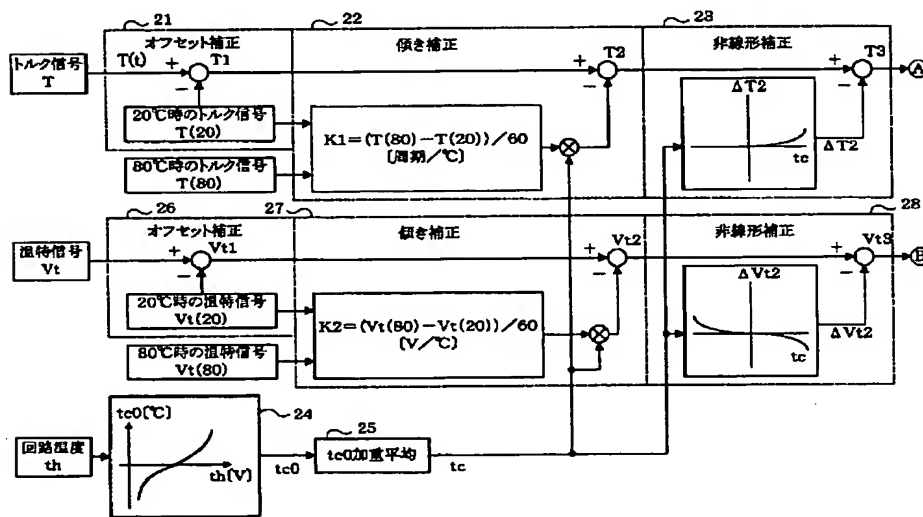 21
22
23
オフセット補正
傾き補正
非線形補正
トルク信号
T
T(t)
+
T1
−
+
T2
−
+
T3
−
A
20℃時のトルク信号
T(20)
80℃時のトルク信号
T(80)
K1=(T(80)−T(20))/60
[周期/℃]
ΔT2
tc
ΔT2
26
27
28
オフセット補正
傾き補正
非線形補正
温特信号
Vt
+
Vt1
−
+
Vt2
−
+
Vt3
−
B
20℃時の温特信号
Vt(20)
80℃時の温特信号
Vt(80)
K2=(Vt(80)−Vt(20))/60
[V/℃]
ΔVt2
tc
ΔVt2
回路温度
th
24
tc0[℃]
th[V]
tc0
25
tc0加重平均
tc